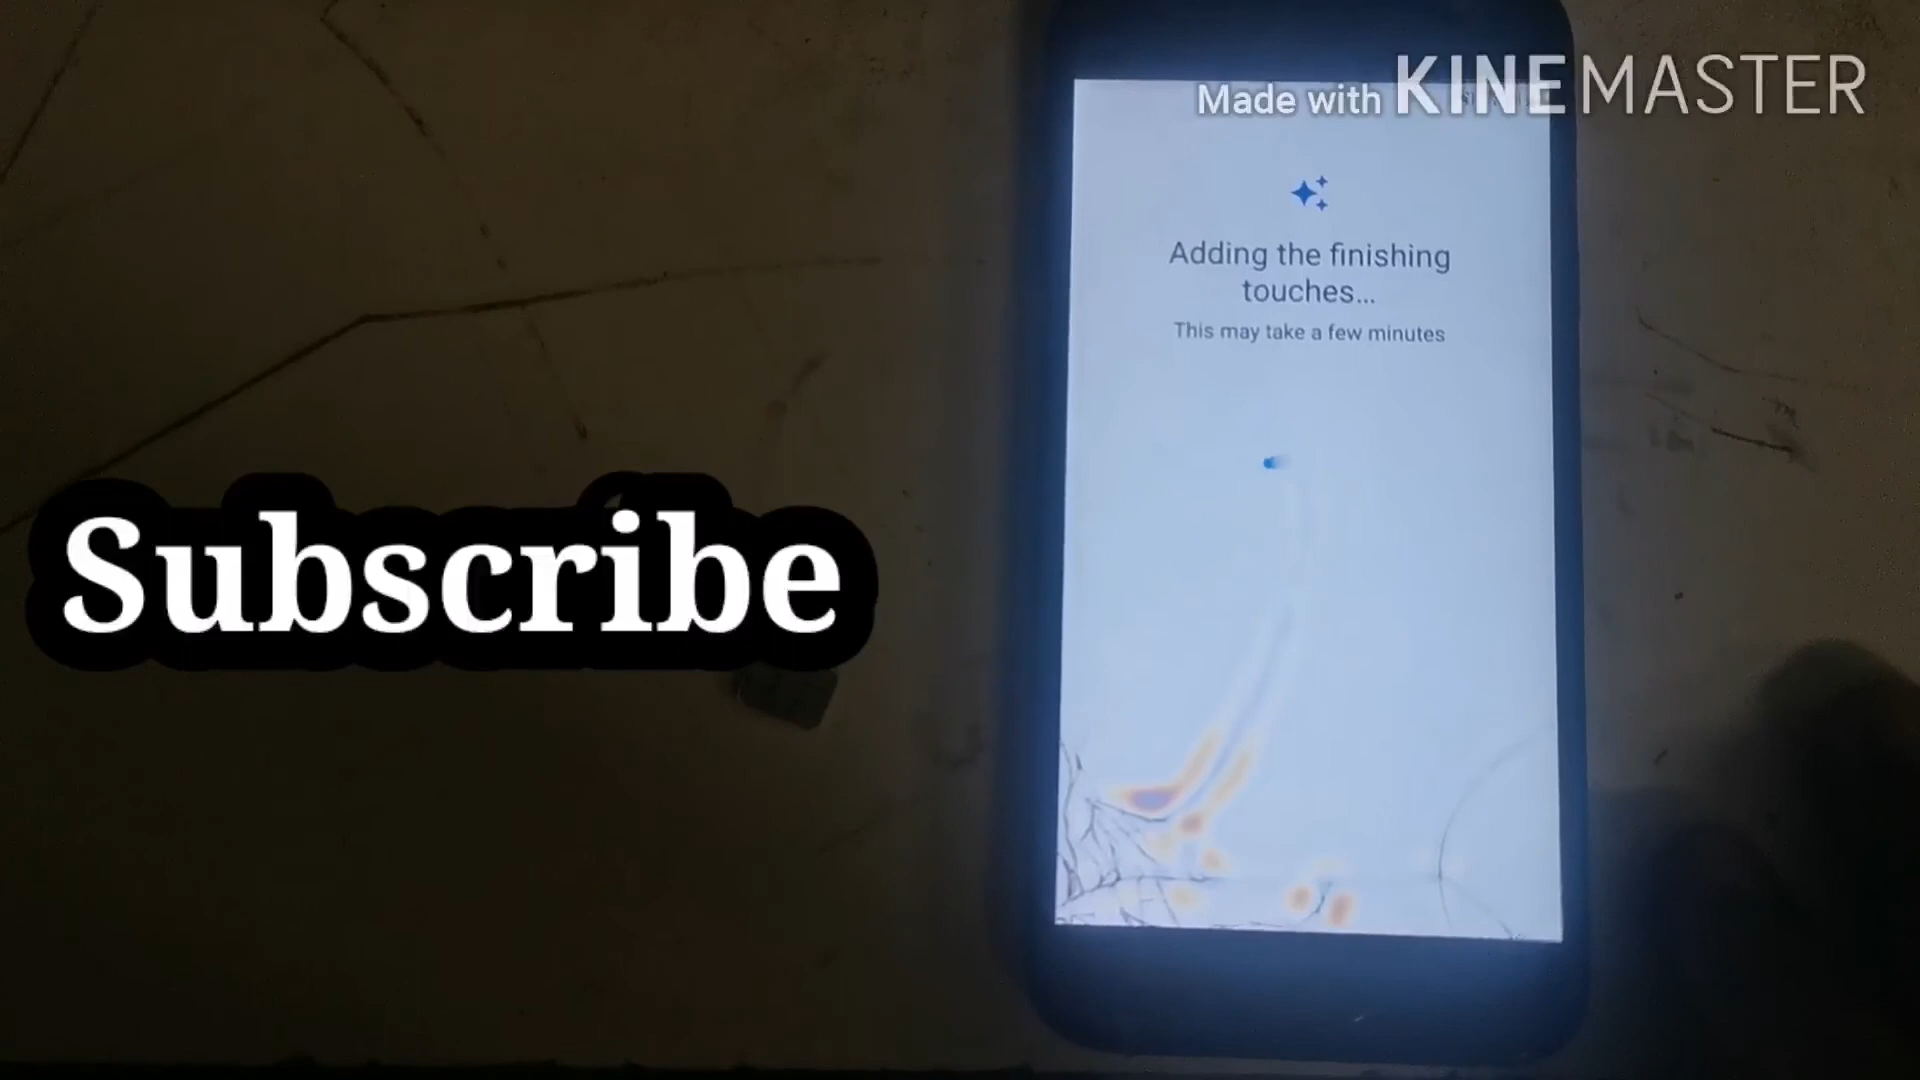 Made with KINEMASTER
Adding the finishing
touches...
This may take a few minutes
Subscribe